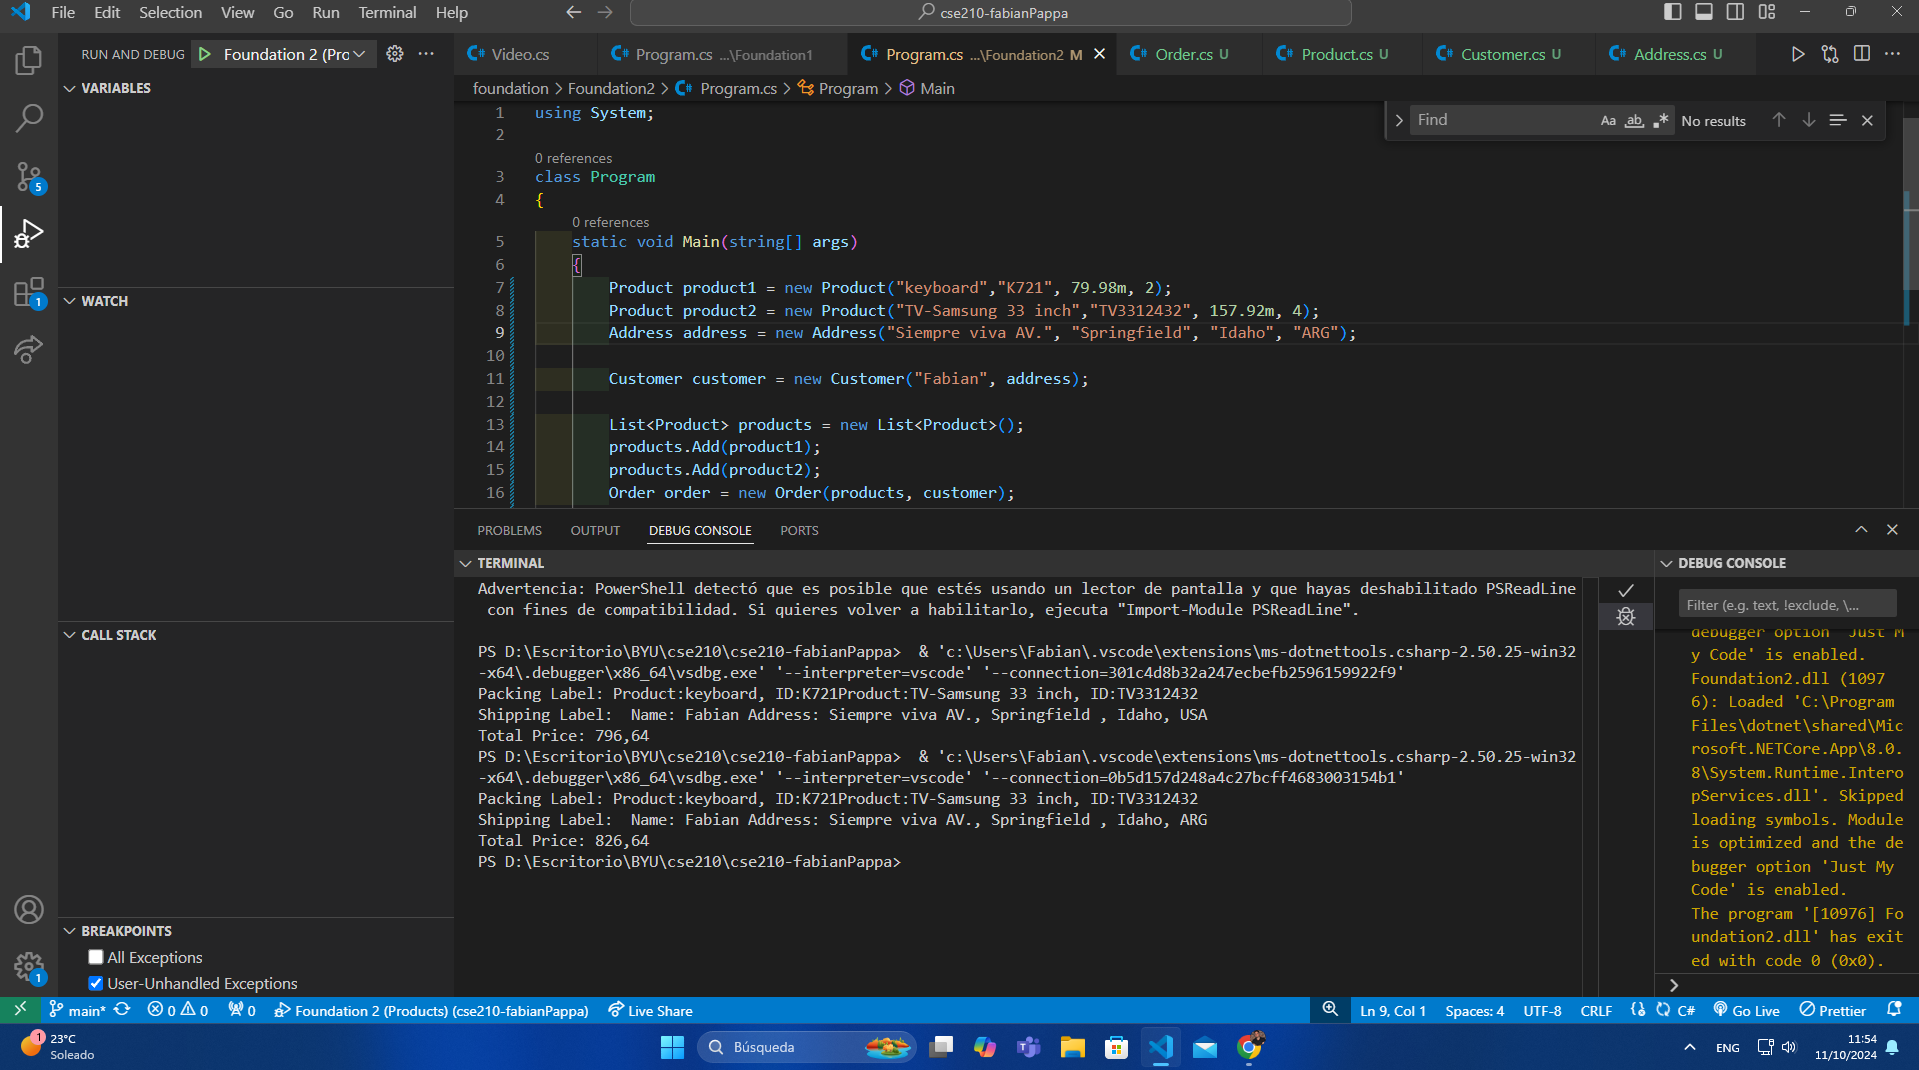 File Edit Selection View Go Run Terminal Help
cse210-fabianPappa
RUN AND DEBUG Foundation 2 (Pro
Video.cs Program.cs ...\Foundation1 Program.cs ...\Foundation2 M Order.cs U Product.cs U Customer.cs U Address.cs U
VARIABLES
foundation > Foundation2 > Program.cs > Program > Main
Find Aa ab No results
1 using System;
2
0 references
3 class Program
4 {
0 references
5 static void Main(string[] args)
6 {
7 Product product1 = new Product("keyboard","K721", 79.98m, 2);
8 Product product2 = new Product("TV-Samsung 33 inch","TV3312432", 157.92m, 4);
9 Address address = new Address("Siempre viva AV.", "Springfield", "Idaho", "ARG");
10
11 Customer customer = new Customer("Fabian", address);
12
13 List<Product> products = new List<Product>();
14 products.Add(product1);
15 products.Add(product2);
16 Order order = new Order(products, customer);
WATCH
CALL STACK
BREAKPOINTS
All Exceptions
User-Unhandled Exceptions
PROBLEMS OUTPUT DEBUG CONSOLE PORTS
TERMINAL
Advertencia: PowerShell detectó que es posible que estés usando un lector de pantalla y que hayas deshabilitado PSReadLine
con fines de compatibilidad. Si quieres volver a habilitarlo, ejecuta "Import-Module PSReadLine".
PS D:\Escritorio\BYU\cse210\cse210-fabianPappa> & 'c:\Users\Fabian\.vscode\extensions\ms-dotnettools.csharp-2.50.25-win32
-x64\.debugger\x86_64\vsdbg.exe' '--interpreter=vscode' '--connection=301c4d8b32a247ecbefb2596159922f9'
Packing Label: Product:keyboard, ID:K721Product:TV-Samsung 33 inch, ID:TV3312432
Shipping Label:  Name: Fabian Address: Siempre viva AV., Springfield , Idaho, USA
Total Price: 796,64
PS D:\Escritorio\BYU\cse210\cse210-fabianPappa> & 'c:\Users\Fabian\.vscode\extensions\ms-dotnettools.csharp-2.50.25-win32
-x64\.debugger\x86_64\vsdbg.exe' '--interpreter=vscode' '--connection=0b5d157d248a4c27bcff4683003154b1'
Packing Label: Product:keyboard, ID:K721Product:TV-Samsung 33 inch, ID:TV3312432
Shipping Label:  Name: Fabian Address: Siempre viva AV., Springfield , Idaho, ARG
Total Price: 826,64
PS D:\Escritorio\BYU\cse210\cse210-fabianPappa>
DEBUG CONSOLE
Filter (e.g. text, !exclude, \...
debugger option 'Just M
y Code' is enabled.
Foundation2.dll (1097
6): Loaded 'C:\Program
Files\dotnet\shared\Mic
rosoft.NETCore.App\8.0.
8\System.Runtime.Intero
pServices.dll'. Skipped
loading symbols. Module
is optimized and the de
bugger option 'Just My
Code' is enabled.
The program '[10976] Fo
undation2.dll' has exit
ed with code 0 (0x0).
5
1
1
main* 0 0 0 Foundation 2 (Products) (cse210-fabianPappa) Live Share Ln 9, Col 1 Spaces: 4 UTF-8 CRLF C# Go Live Prettier
1
23°C
Soleado
Búsqueda
ENG
11:54
11/10/2024